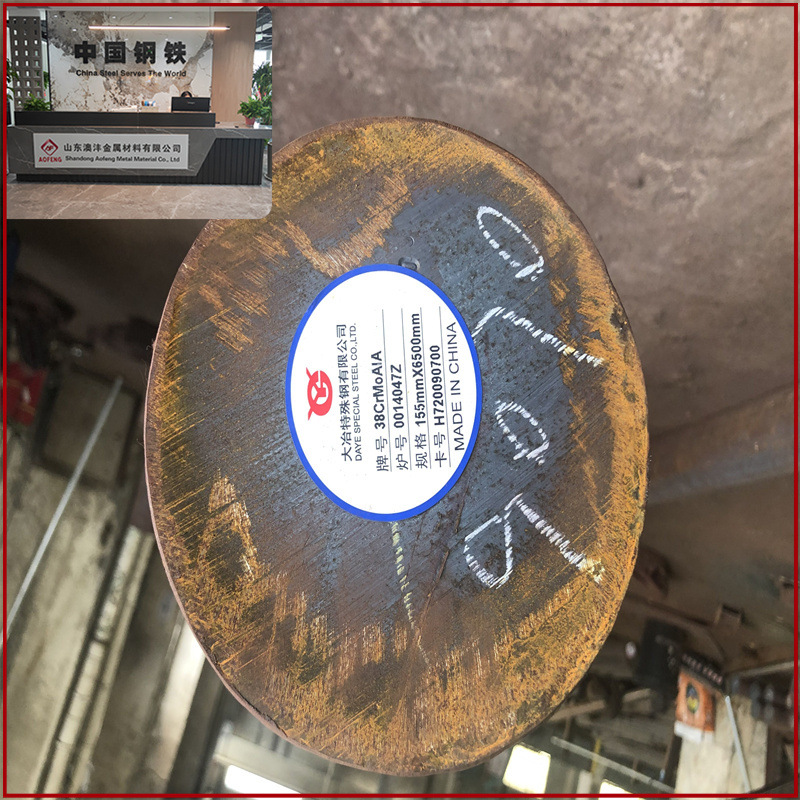 中国钢铁
China Steel Serves The World
AOFENG
山东澳沣金属材料有限公司
Shandong Aofeng Metal Material Co., Ltd
大冶特殊钢有限公司
DAYE SPECIAL STEEL CO.,LTD.
牌号 38CrMoAlA
炉号 0014047Z
规格 155mmX6500mm
卡号 H720090700
MADE IN CHINA